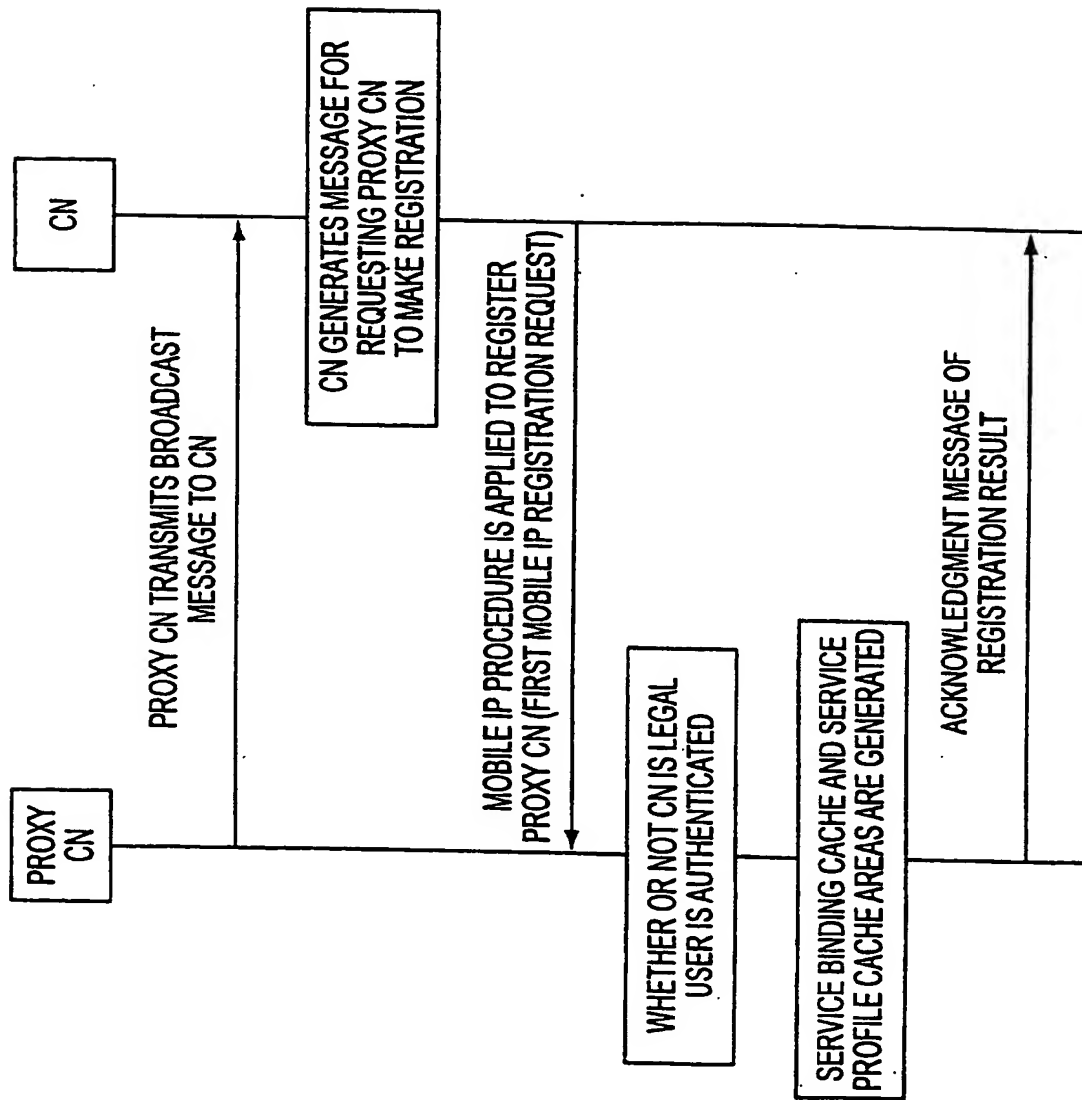 PROXY
CN
CN
PROXY CN TRANSMITS BROADCAST
MESSAGE TO CN
CN GENERATES MESSAGE FOR
REQUESTING PROXY CN
TO MAKE REGISTRATION
MOBILE IP PROCEDURE IS APPLIED TO REGISTER
PROXY CN (FIRST MOBILE IP REGISTRATION REQUEST)
WHETHER OR NOT CN IS LEGAL
USER IS AUTHENTICATED
SERVICE BINDING CACHE AND SERVICE
PROFILE CACHE AREAS ARE GENERATED
ACKNOWLEDGMENT MESSAGE OF
REGISTRATION RESULT